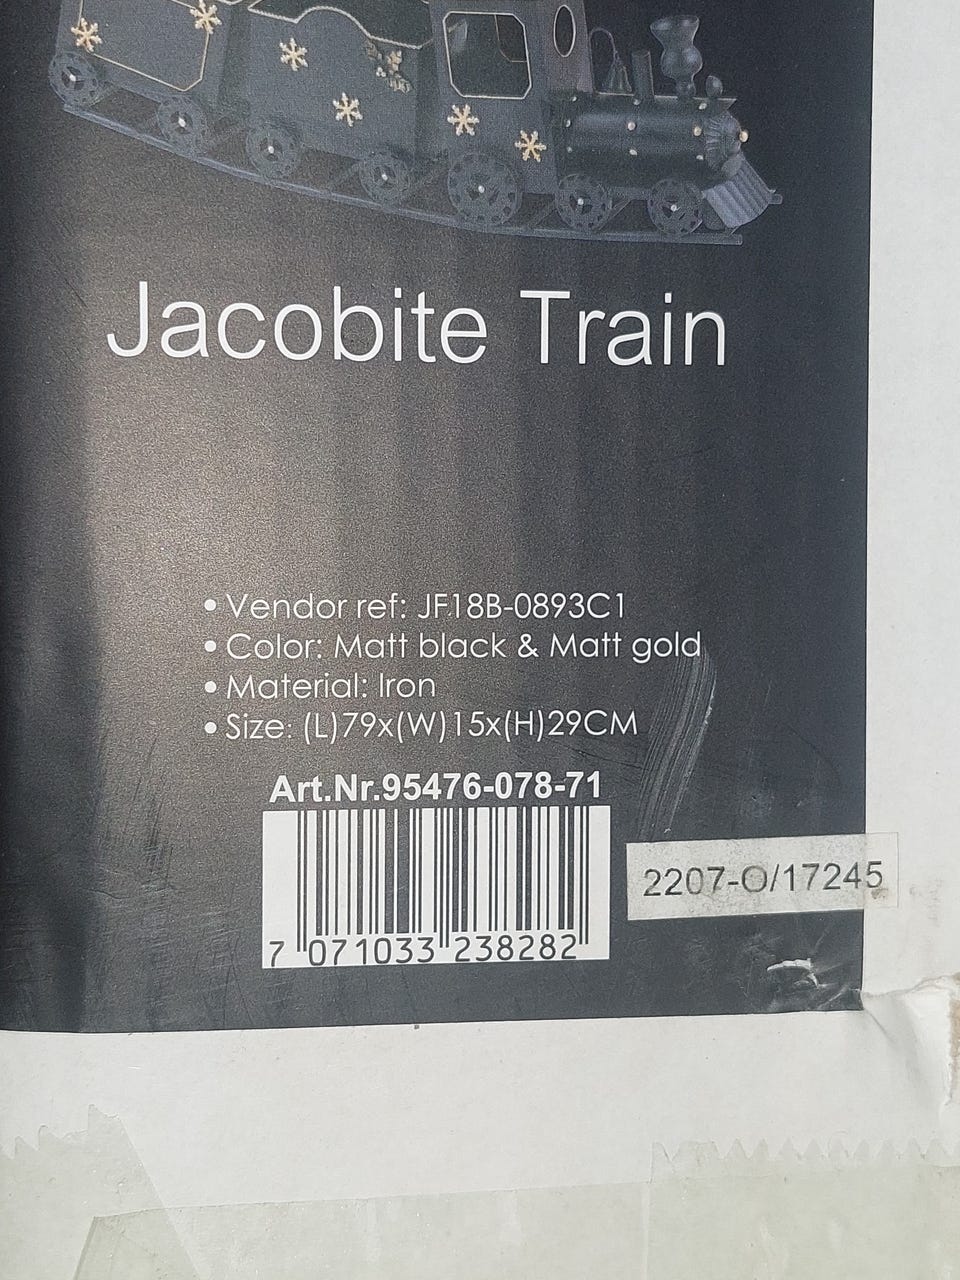 Jacobite Train
• Vendor ref: JF18B-0893C1
• Color: Matt black & Matt gold
• Material: Iron
• Size: (L)79x(W)15x(H)29CM
Art.Nr.95476-078-71
7 071033 238282
2207-O/17245